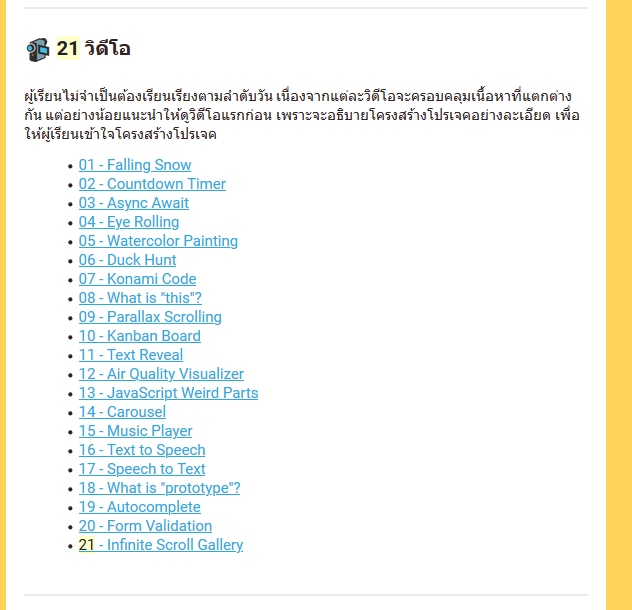 21 วิดีโอ
ผู้เรียนไม่จำเป็นต้องเรียนเรียงตามลำดับวัน เนื่องจากแต่ละวิดีโอจะครอบคลุมเนื้อหาที่แตกต่าง
กัน แต่อย่างน้อยแนะนำให้ดูวิดีโอแรกก่อน เพราะจะอธิบายโครงสร้างโปรเจคอย่างละเอียด เพื่อ
ให้ผู้เรียนเข้าใจโครงสร้างโปรเจค
01 - Falling Snow
02 - Countdown Timer
03 - Async Await
04 - Eye Rolling
05 - Watercolor Painting
06 - Duck Hunt
07 - Konami Code
08 - What is "this"?
09 - Parallax Scrolling
10 - Kanban Board
11 - Text Reveal
12 - Air Quality Visualizer
13 - JavaScript Weird Parts
14 - Carousel
15 - Music Player
16 - Text to Speech
17 - Speech to Text
18 - What is "prototype"?
19 - Autocomplete
20 - Form Validation
21 - Infinite Scroll Gallery